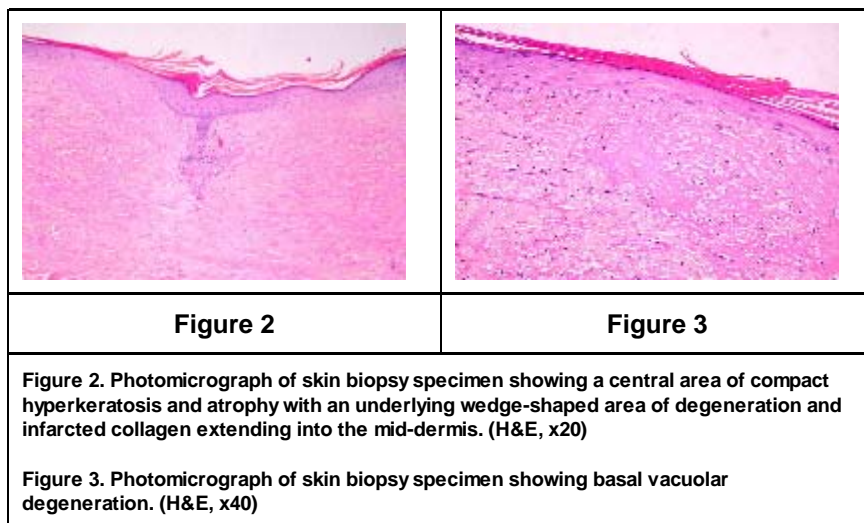 Figure 2
Figure 3
Figure 2. Photomicrograph of skin biopsy specimen showing a central area of compact
hyperkeratosis and atrophy with an underlying wedge-shaped area of degeneration and
infarcted collagen extending into the mid-dermis. (H&E, x20)
Figure 3. Photomicrograph of skin biopsy specimen showing basal vacuolar
degeneration. (H&E, x40)